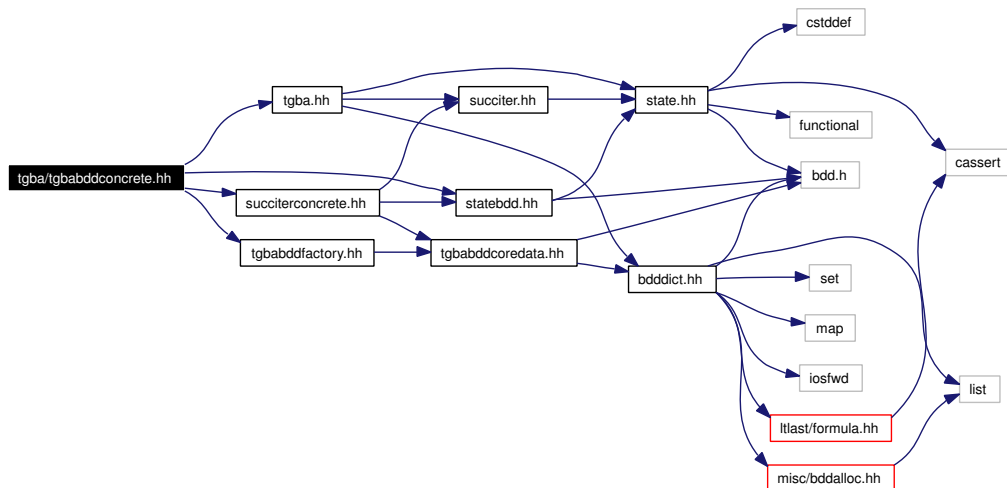 cstddef
tgba.hh
succiter.hh
state.hh
functional
cassert
tgba/tgbabddconcrete.hh
bdd.h
succiterconcrete.hh
statebdd.hh
tgbabddfactory.hh
tgbabddcoredata.hh
bdddict.hh
set
map
iosfwd
list
ltlast/formula.hh
misc/bddalloc.hh